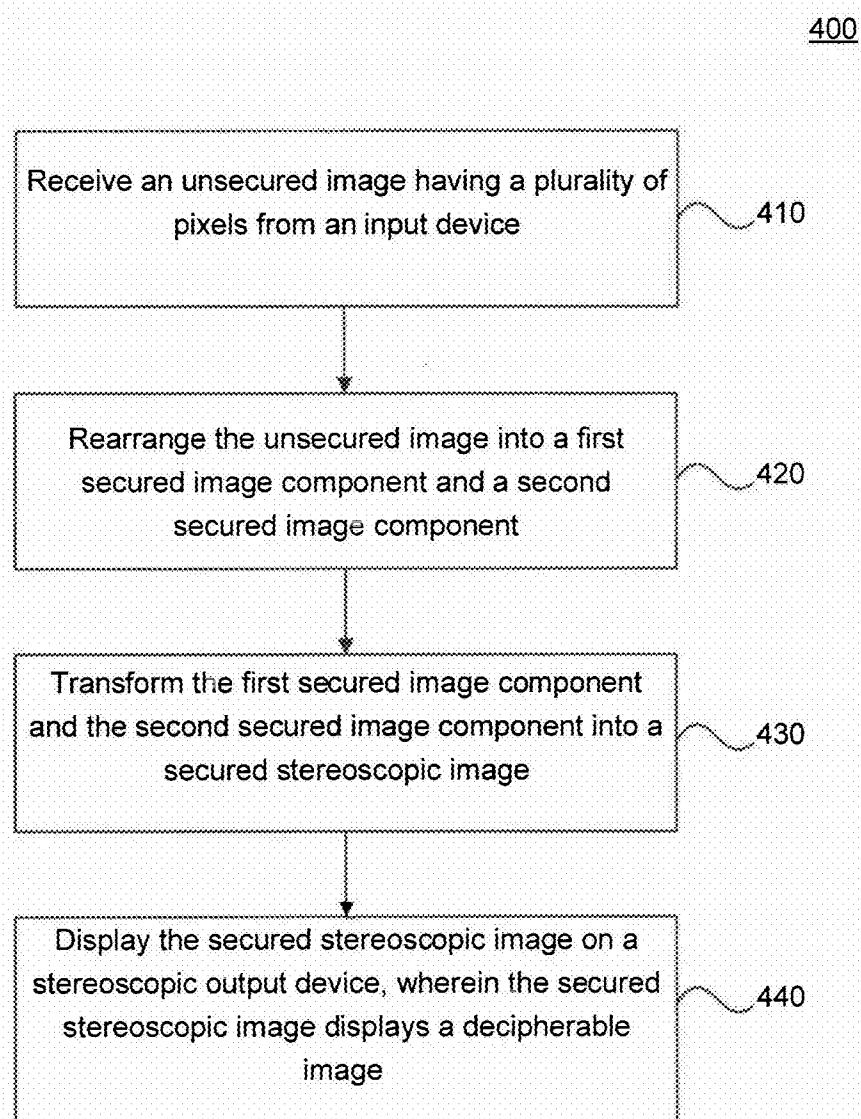 400
Receive an unsecured image having a plurality of
pixels from an input device
410
Rearrange the unsecured image into a first
secured image component and a second
secured image component
420
Transform the first secured image component
and the second secured image component into a
secured stereoscopic image
430
Display the secured stereoscopic image on a
stereoscopic output device, wherein the secured
stereoscopic image displays a decipherable
image
440